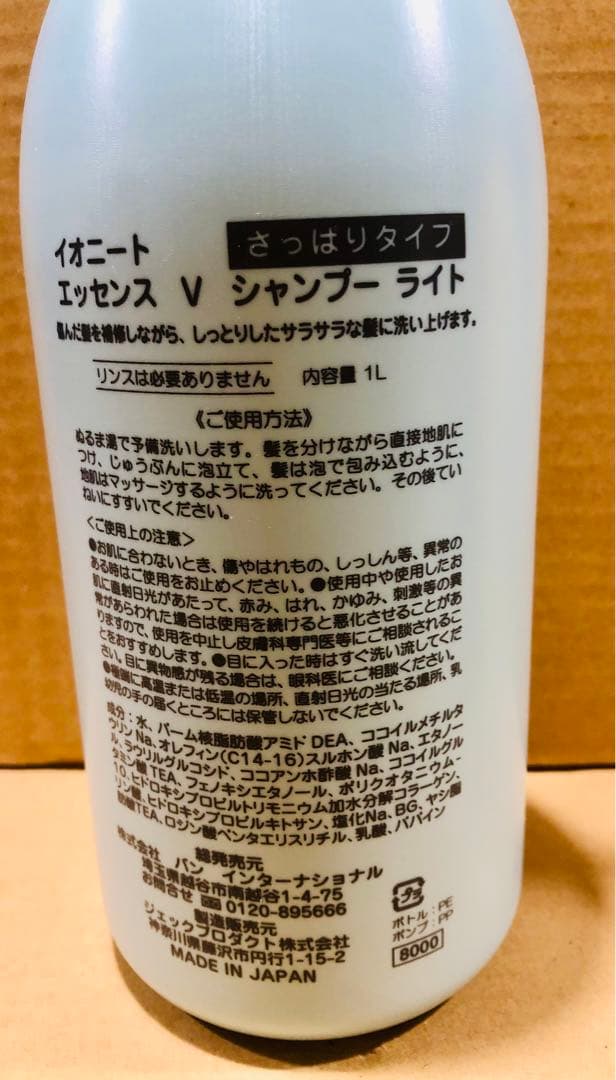 イオニート
さっぱりタイプ
エッセンス V シャンプー ライト
傷んだ髪を補修しながら、しっとりしたサラサラな髪に洗い上げます。
リンスは必要ありません 内容量 1L
《ご使用方法》
ぬるま湯で予備洗いします。髪を分けながら直接地肌に
つけ、じゅうぶんに泡立て、髪は泡で包み込むように、
地肌はマッサージするように洗ってください。その後てい
ねいにすすいでください。
<ご使用上の注意>
●お肌に合わないとき、傷やはれもの、しっしん等、異常の
ある時はご使用をお止めください。●使用中や使用したお
肌に直射日光があたって、赤み、はれ、かゆみ、刺激等の異
常があらわれた場合は使用を続けると悪化させることがあ
りますので、使用を中止し皮膚科専門医等にご相談されるこ
とをおすすめします。●目に入った時はすぐ洗い流してくだ
さい。目に異物感が残る場合は、眼科医にご相談ください。
●極端に高温または低温の場所、直射日光の当たる場所、乳
幼児の手の届くところには保管しないでください。
成分：水、パーム核脂肪酸アミドDEA、ココイルメチルタ
ウリンNa、オレフィン(C14-16)スルホン酸Na、エタノー
ル、ラウリルグルコシド、ココアンホ酢酸Na、ココイルグル
タミン酸TEA、フェノキシエタノール、ポリクオタニウム-
10、ヒドロキシプロピルトリモニウム加水分解コラーゲン、
リン酸、ヒドロキシプロピルキトサン、塩化Na、BG、ヤシ脂
肪酸TEA、ロジン酸ペンタエリスリチル、乳酸、パパイン
総発売元
株式会社 パン インターナショナル
埼玉県越谷市南越谷1-4-75
お問合せ 0120-895666
製造販売元
ジェックプロダクト株式会社
神奈川県藤沢市円行1-15-2
MADE IN JAPAN
プラ
ボトル：PE
ポンプ：PP
8000